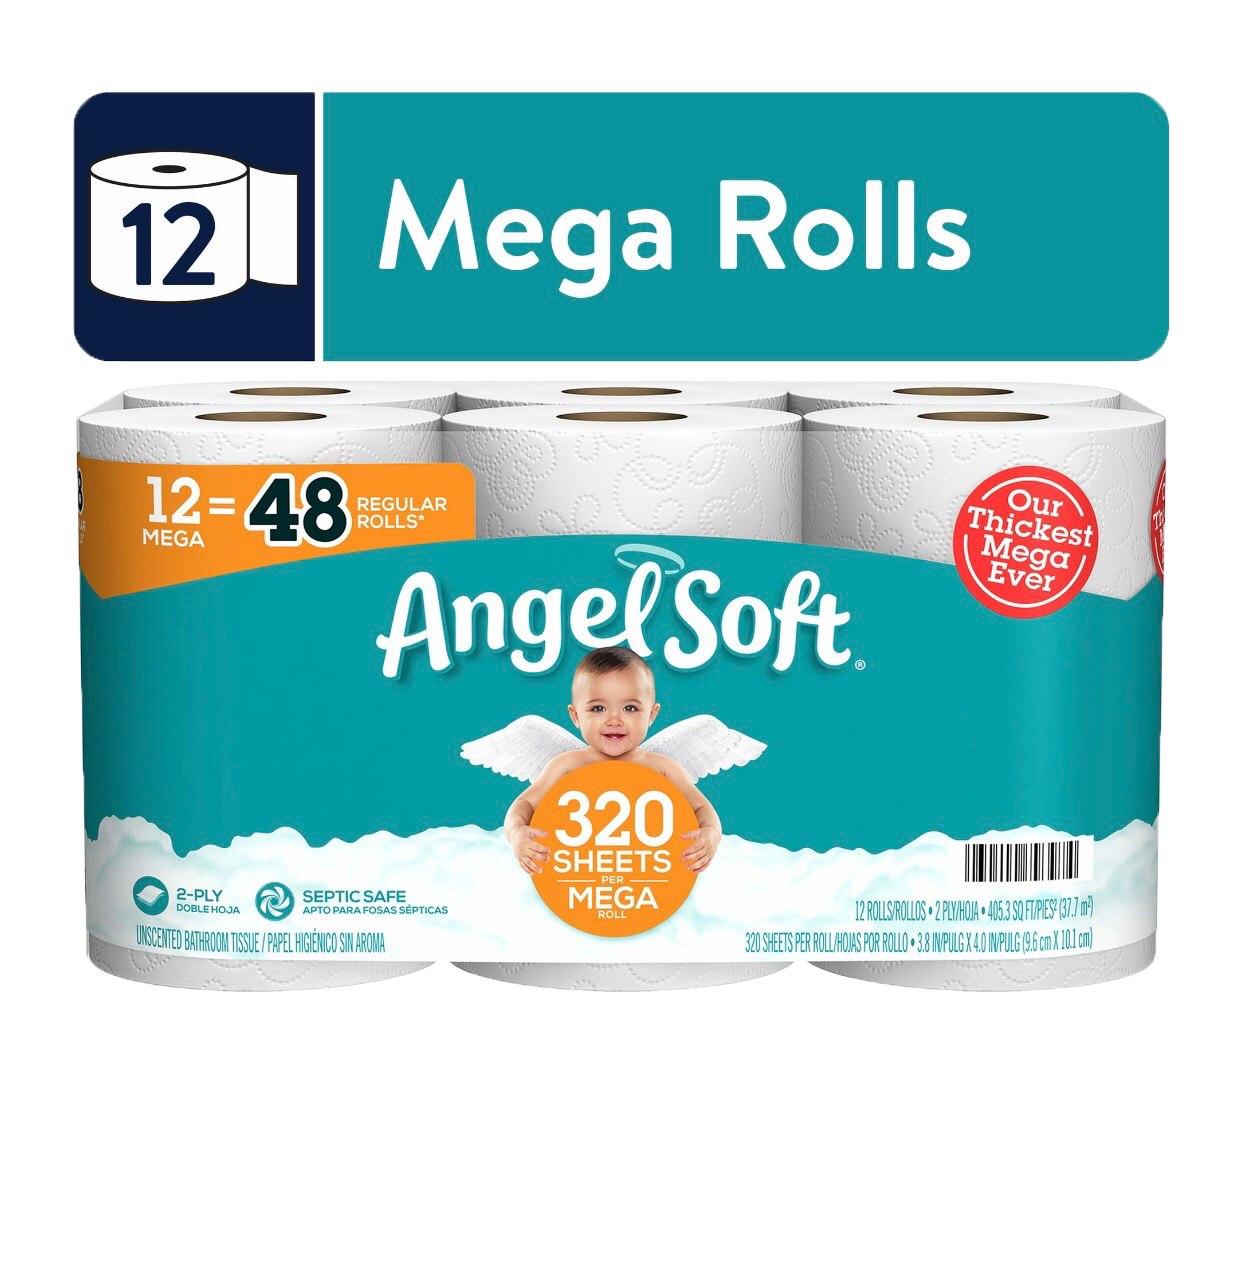 12
Mega Rolls
12 = 48 REGULAR
MEGA ROLLS*
Our
Thickest
Mega
Ever
Angel Soft®
320
SHEETS
PER
MEGA
ROLL
2-PLY
DOBLE HOJA
SEPTIC SAFE
APTO PARA FOSAS SÉPTICAS
UNSCENTED BATHROOM TISSUE / PAPEL HIGIÉNICO SIN AROMA
12 ROLLS/ROLLOS • 2 PLY/HOJA • 405.3 SQ FT/PIES² (37.7 m²)
320 SHEETS PER ROLL/HOJAS POR ROLLO • 3.8 IN/PULG X 4.0 IN/PULG (9.6 cm X 10.1 cm)